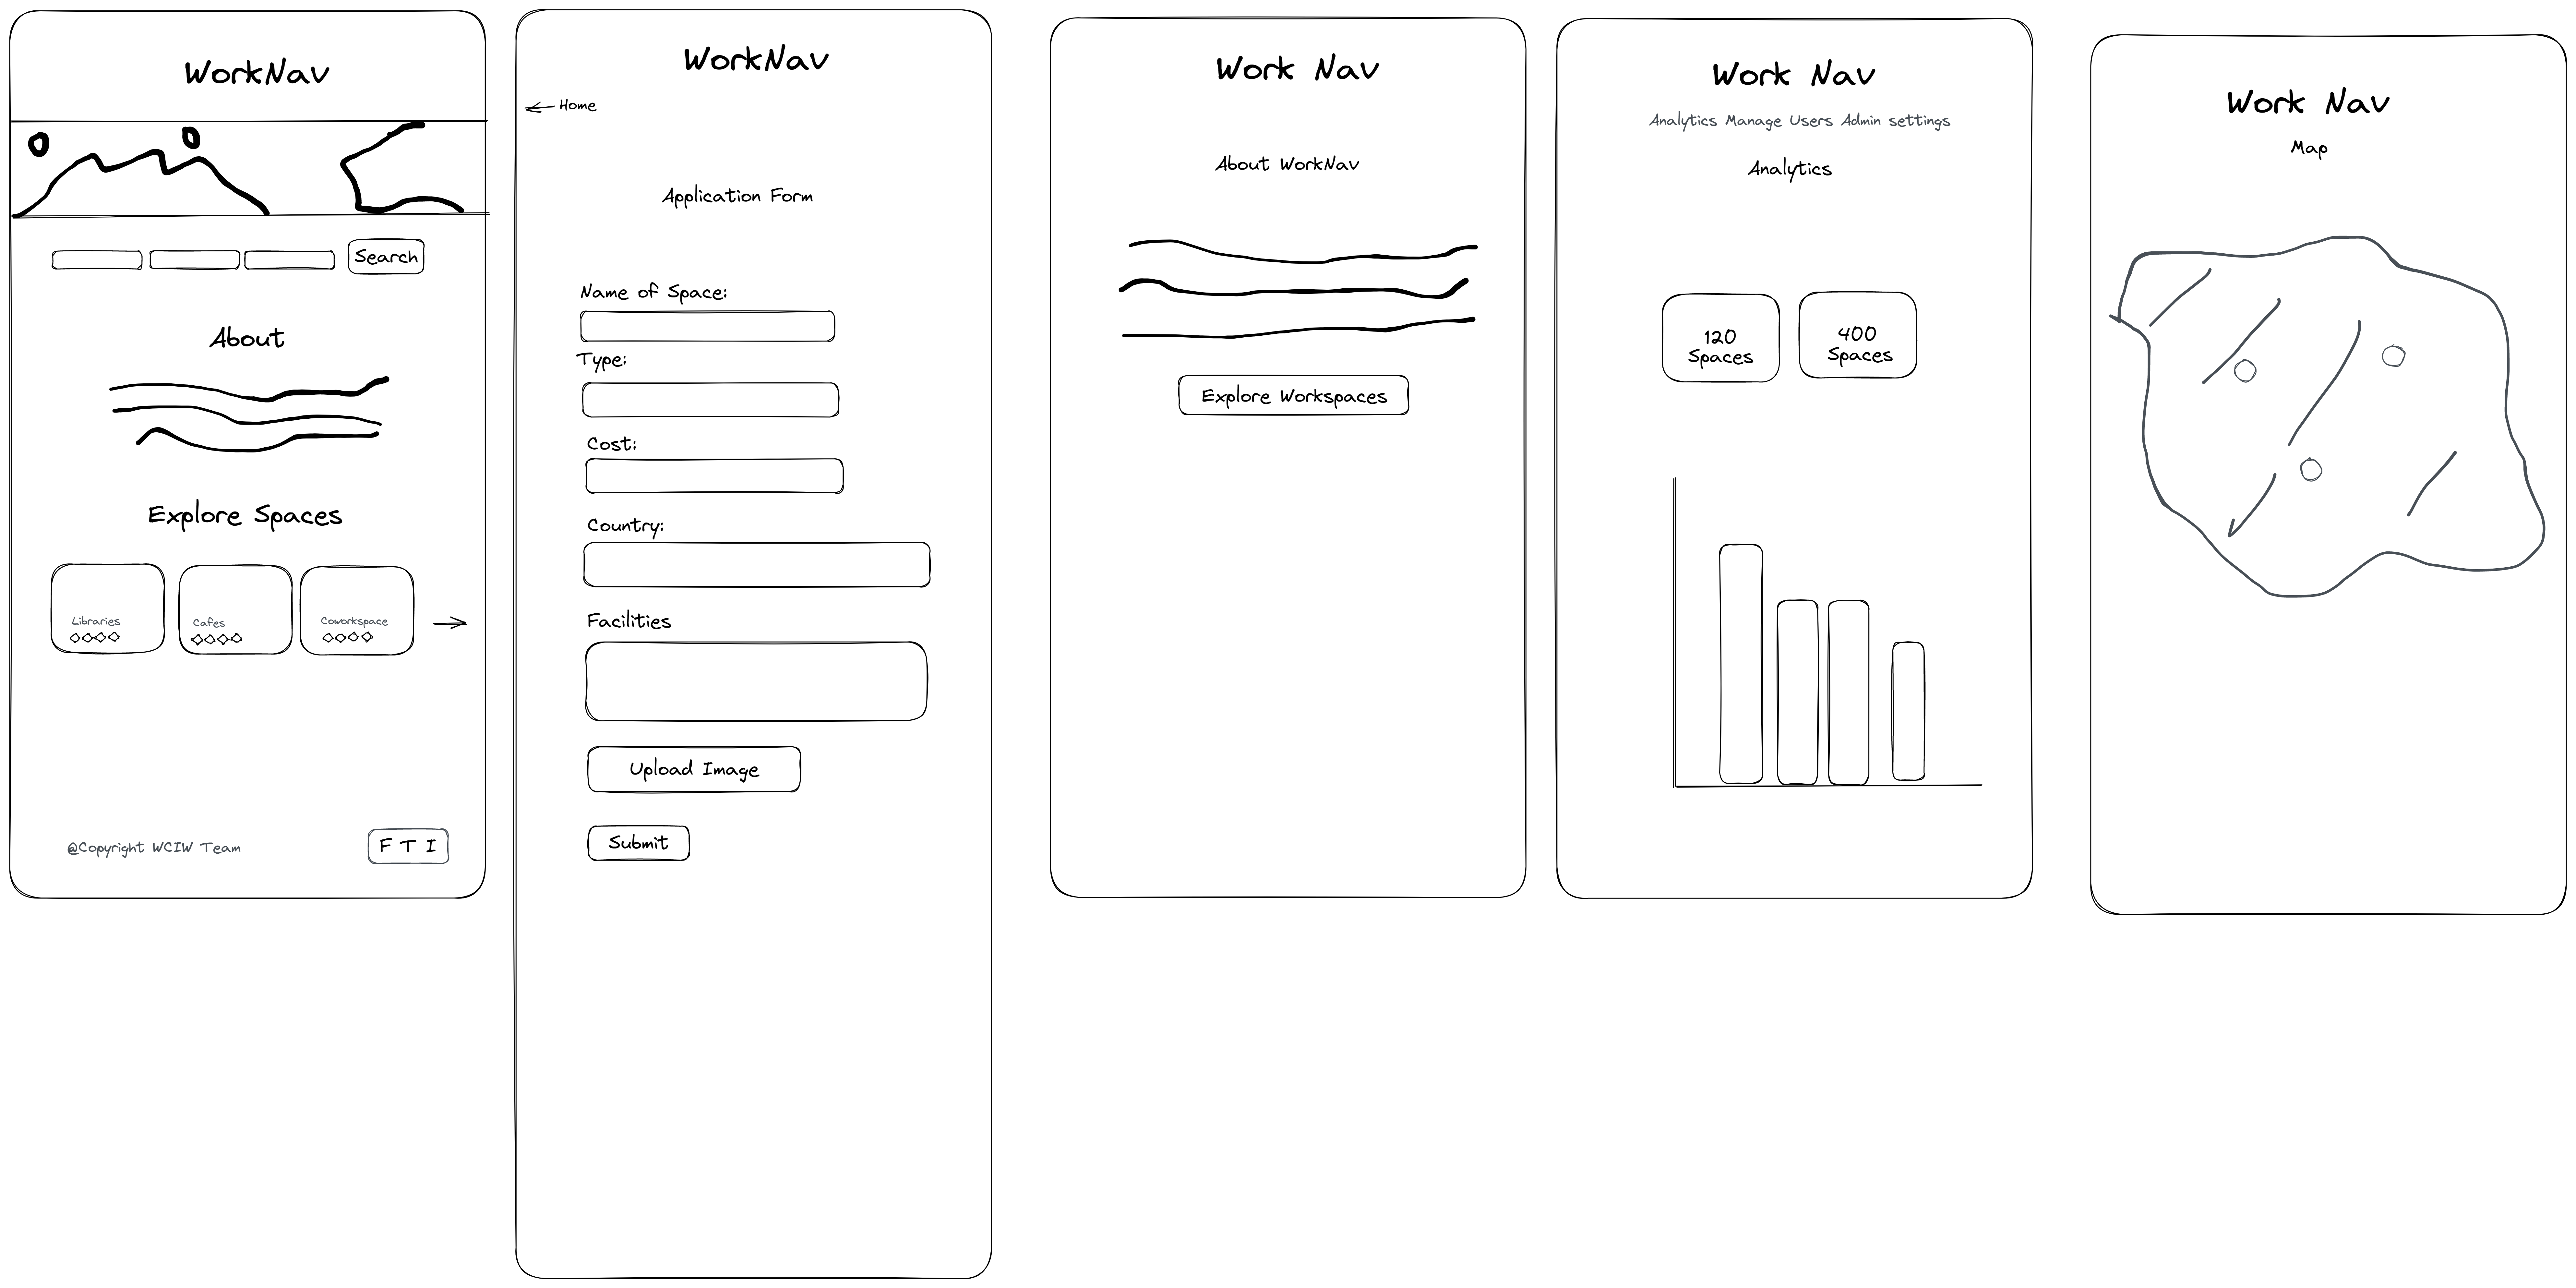 WorkNav
Search
About
Explore Spaces
Libraries
Cafes
Coworkspace
@Copyright WCIW Team
F T I
WorkNav
Home
Application Form
Name of Space:
Type:
Cost:
Country:
Facilities
Upload Image
Submit
Work Nav
About WorkNav
Explore Workspaces
Work Nav
Analytics Manage Users Admin settings
Analytics
120
Spaces
400
Spaces
Work Nav
Map